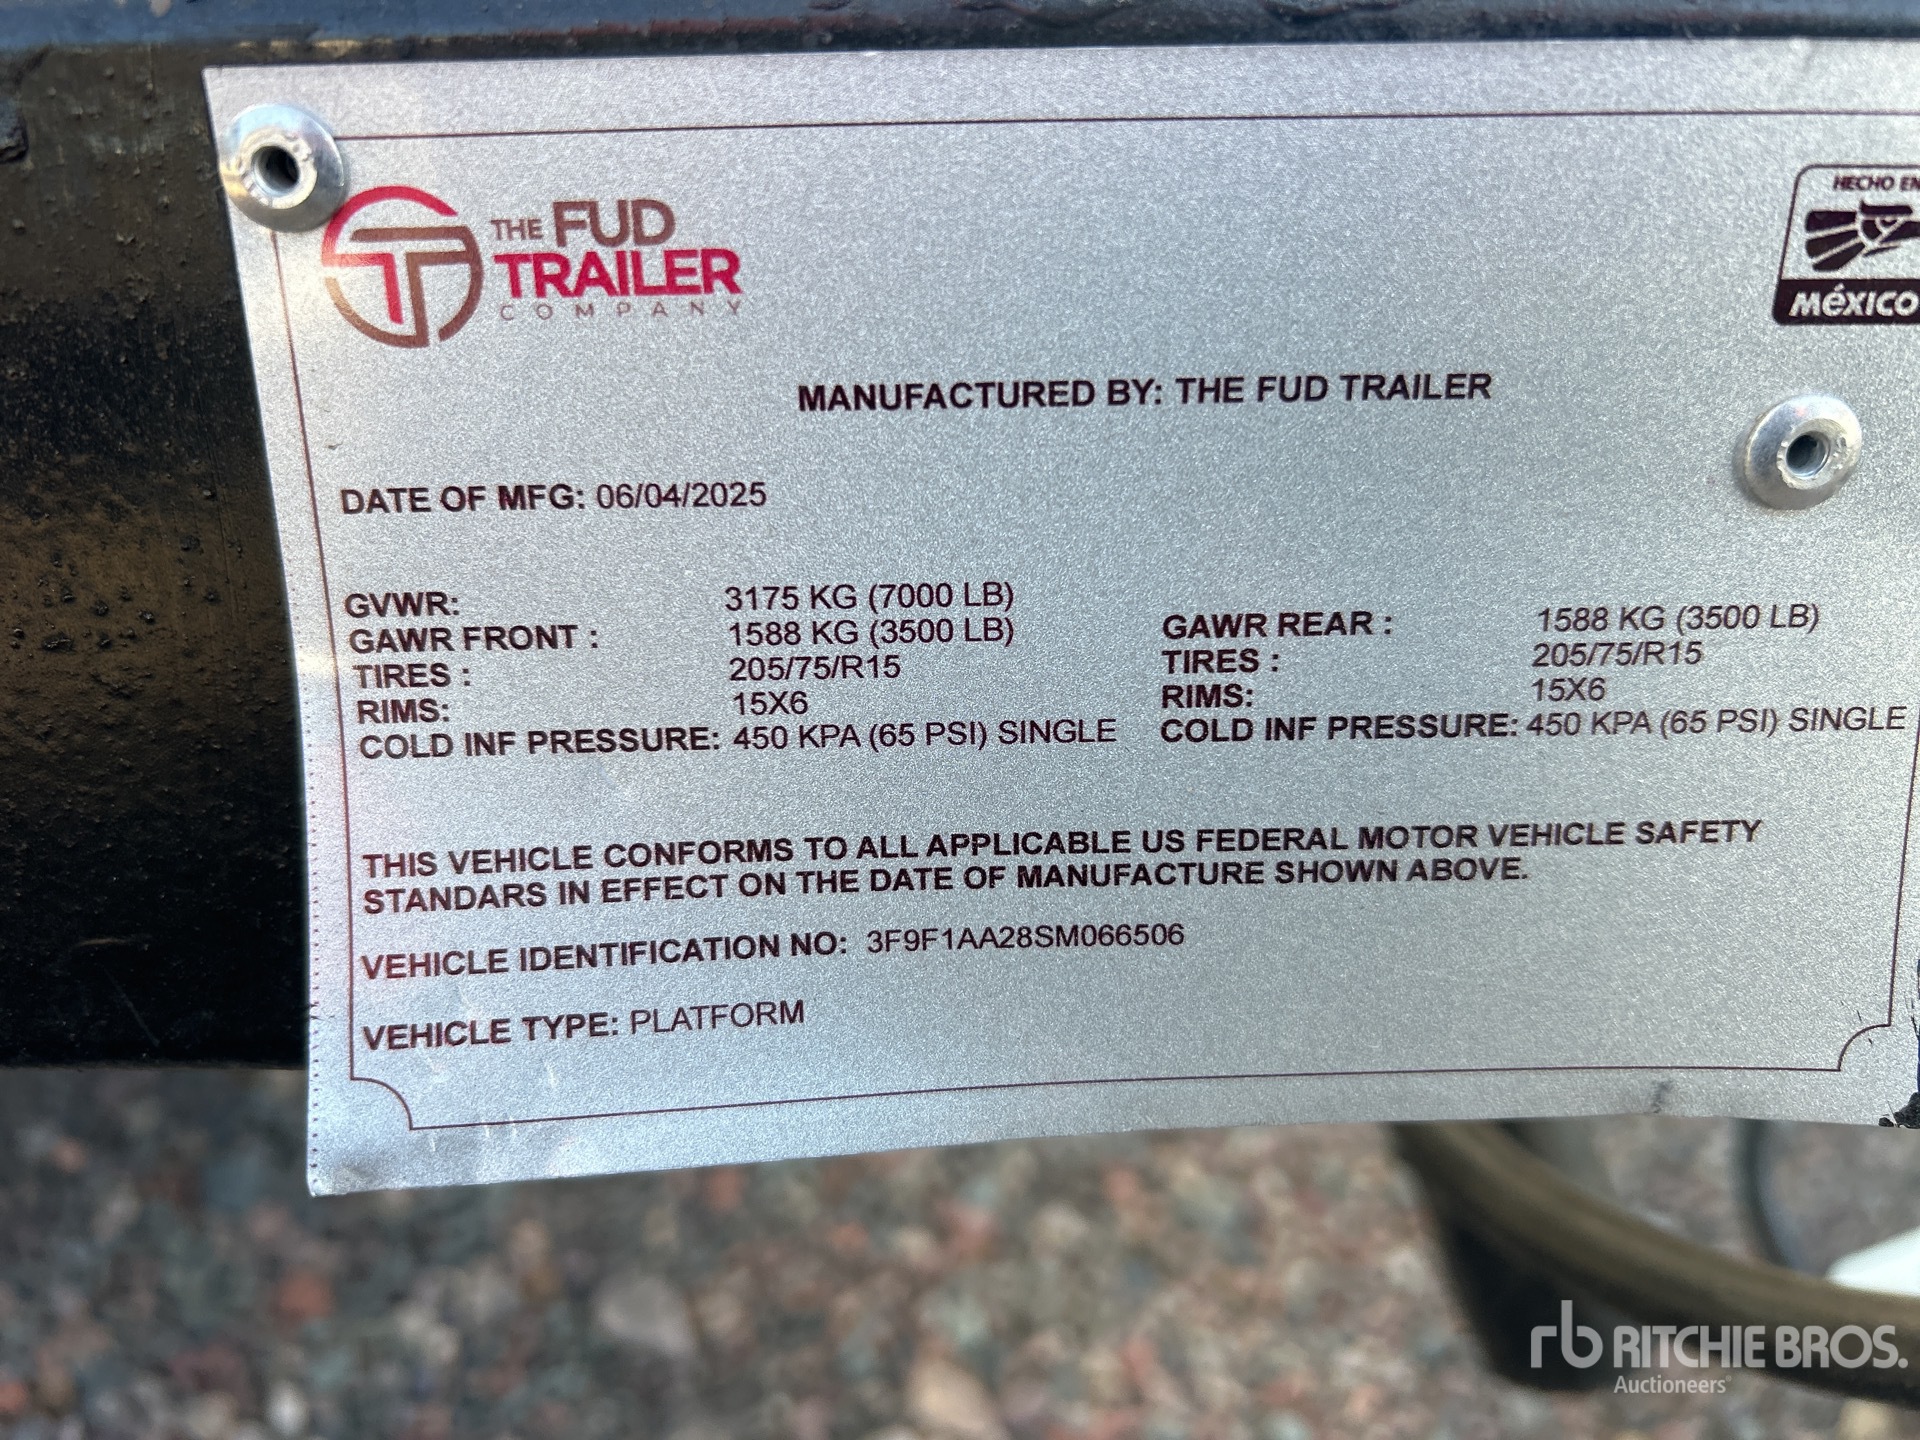 THE FUD
TRAILER
COMPANY
HECHO EN
MéXICO
MANUFACTURED BY: THE FUD TRAILER
DATE OF MFG: 06/04/2025
GVWR: 3175 KG (7000 LB)
GAWR FRONT : 1588 KG (3500 LB)
TIRES : 205/75/R15
RIMS: 15X6
COLD INF PRESSURE: 450 KPA (65 PSI) SINGLE
GAWR REAR : 1588 KG (3500 LB)
TIRES : 205/75/R15
RIMS: 15X6
COLD INF PRESSURE: 450 KPA (65 PSI) SINGLE
THIS VEHICLE CONFORMS TO ALL APPLICABLE US FEDERAL MOTOR VEHICLE SAFETY
STANDARS IN EFFECT ON THE DATE OF MANUFACTURE SHOWN ABOVE.
VEHICLE IDENTIFICATION NO: 3F9F1AA28SM066506
VEHICLE TYPE: PLATFORM
rb RITCHIE BROS.
Auctioneers